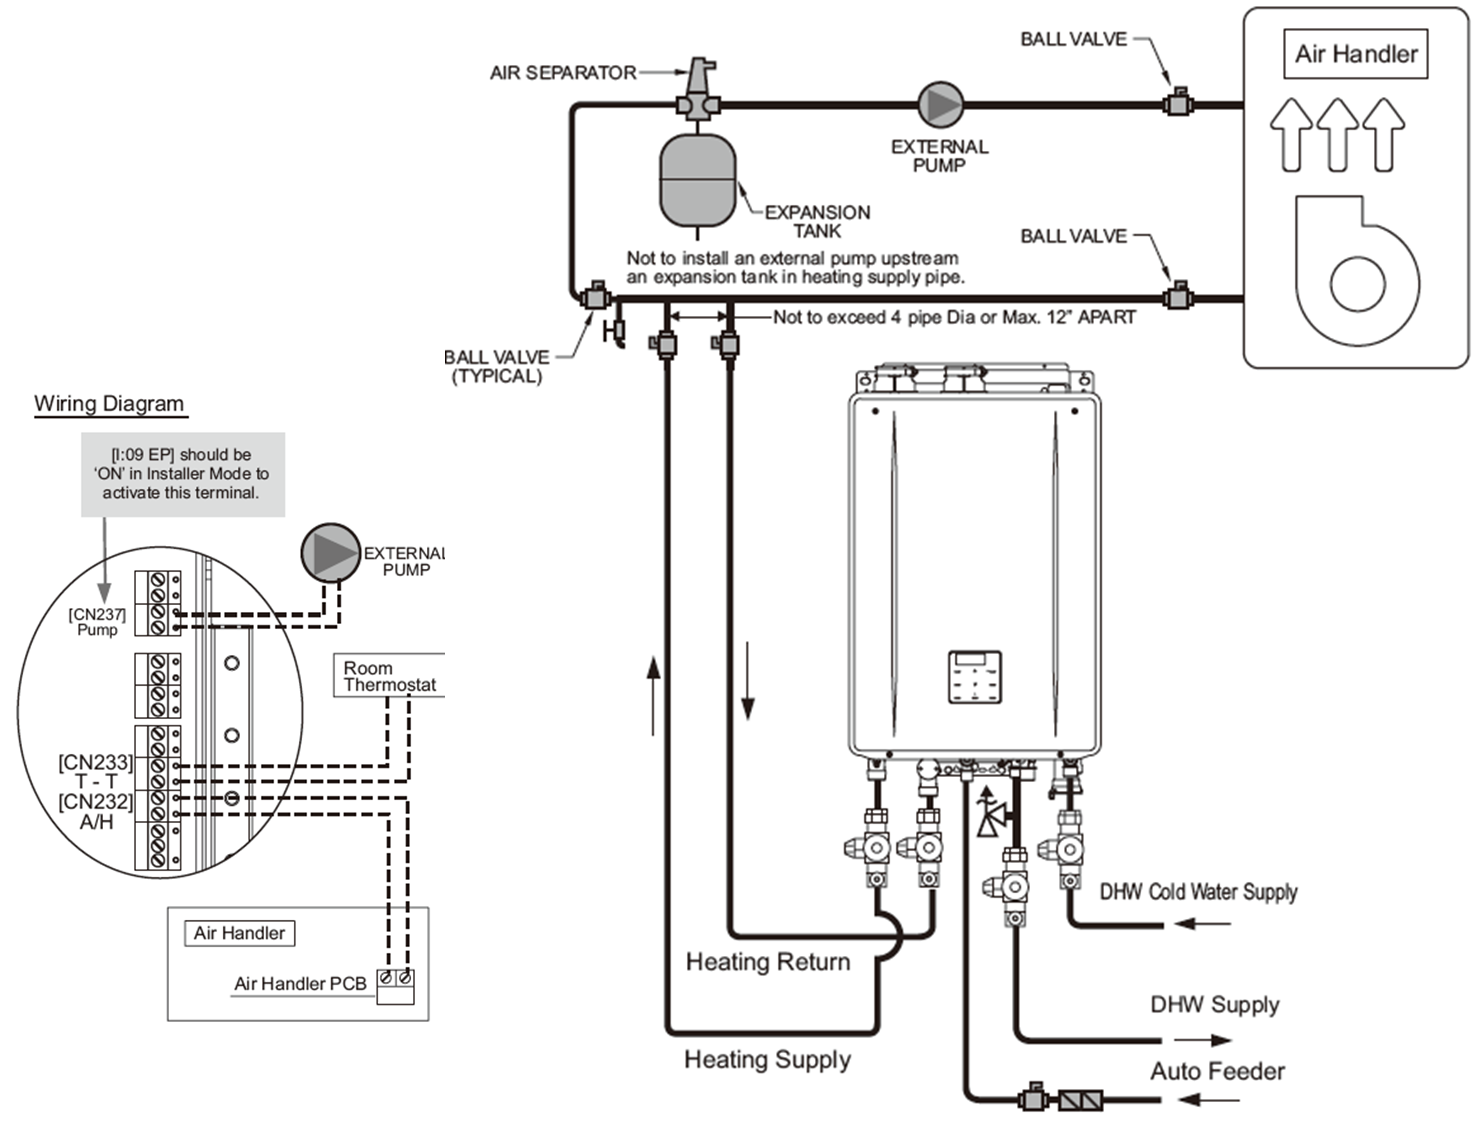 BALL VALVE
Air Handler
AIR SEPARATOR
EXTERNAL
PUMP
EXPANSION
TANK
BALL VALVE
Not to install an external pump upstream
an expansion tank in heating supply pipe.
Not to exceed 4 pipe Dia or Max. 12" APART
BALL VALVE
(TYPICAL)
Wiring Diagram
[I:09 EP] should be
'ON' in Installer Mode to
activate this terminal.
EXTERNAL
PUMP
[CN237]
Pump
Room
Thermostat
[CN233]
T - T
[CN232]
A/H
Air Handler
Air Handler PCB
DHW Cold Water Supply
Heating Return
DHW Supply
Heating Supply
Auto Feeder